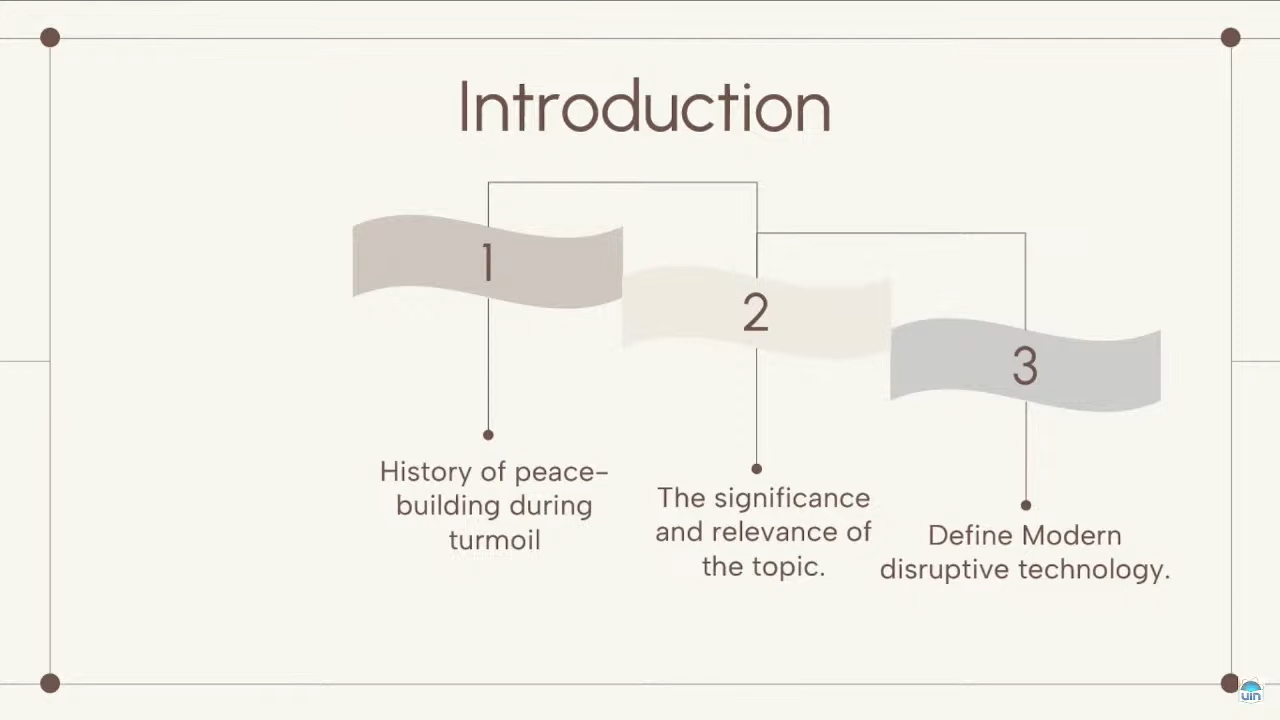 Introduction
1
2
3
History of peace-
building during
turmoil
The significance
and relevance of
the topic.
Define Modern
disruptive technology.
uin